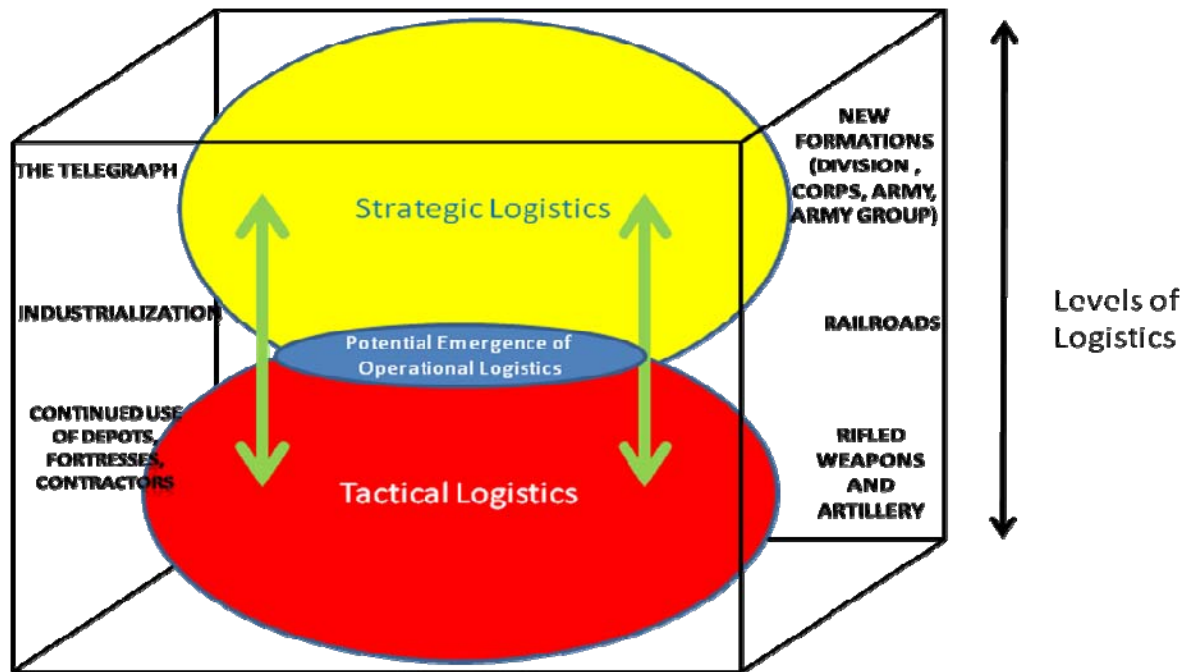 THE TELEGRAPH
INDUSTRIALIZATION
CONTINUED USE
OF DEPOTS,
FORTRESSES,
CONTRACTORS
Strategic Logistics
Potential Emergence of
Operational Logistics
Tactical Logistics
NEW
FORMATIONS
(DIVISION ,
CORPS, ARMY,
ARMY GROUP)
RAILROADS
RIFLED
WEAPONS
AND
ARTILLERY
Levels of
Logistics